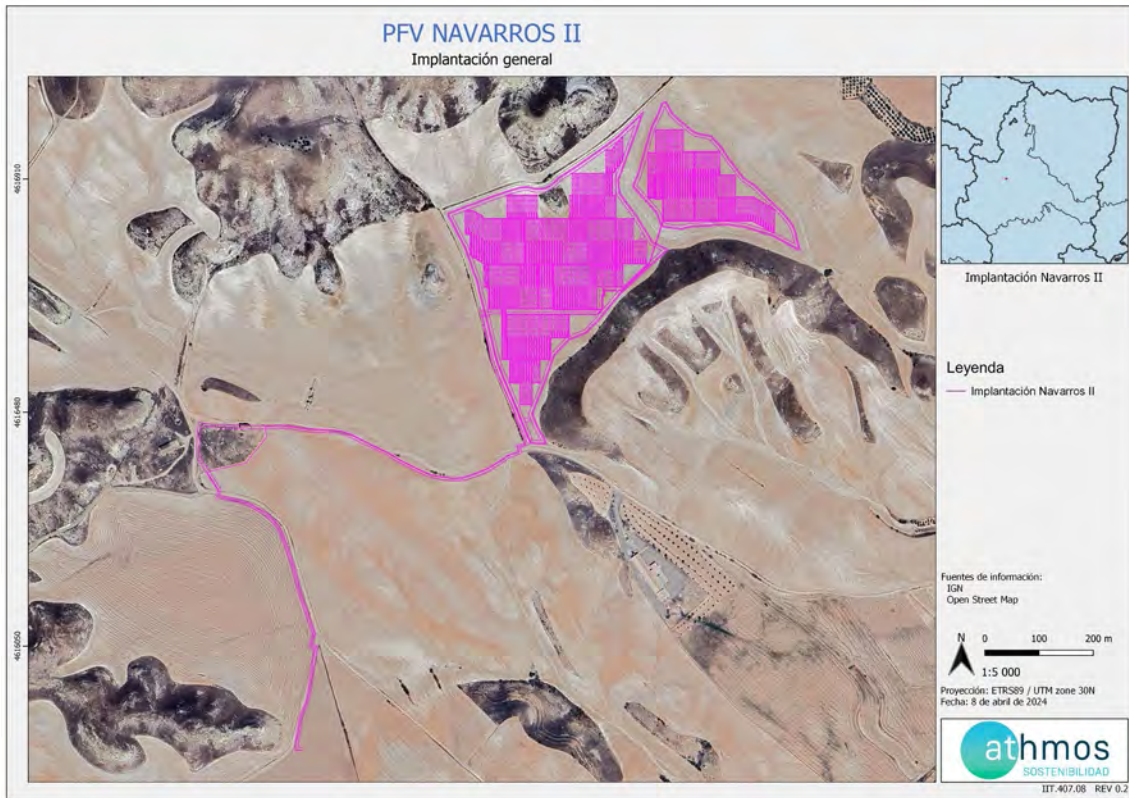 PFV NAVARROS II
Implantación general
4616910
4616480
4616050
Implantación Navarros II
Leyenda
Implantación Navarros II
Fuentes de información:
IGN
Open Street Map
N
0 100 200 m
1:5 000
Proyección: ETRS89 / UTM zone 30N
Fecha: 8 de abril de 2024
athmos
SOSTENIBILIDAD
IIT.407.08 REV 0.2